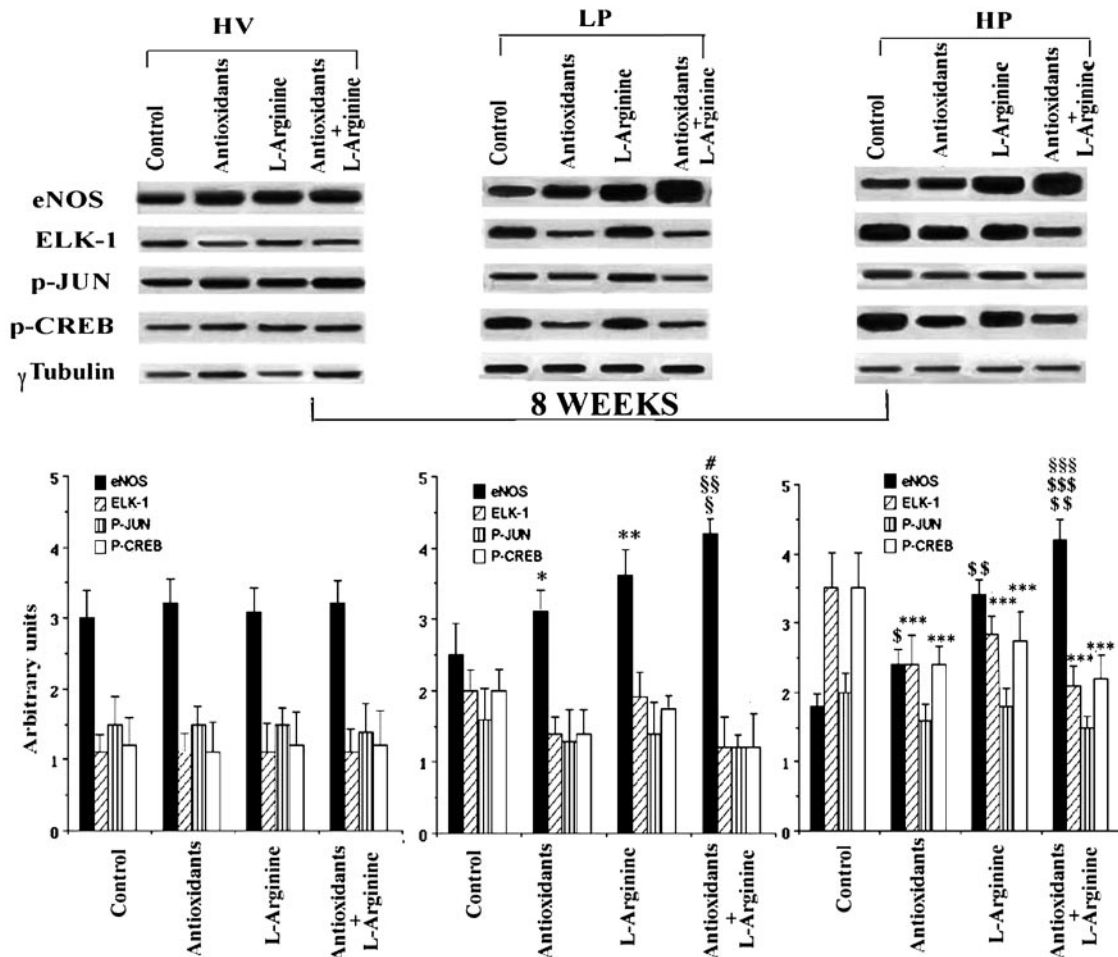 HV
LP
HP
Control
Antioxidants
L-Arginine
Antioxidants
+
L-Arginine
Control
Antioxidants
L-Arginine
Antioxidants
+
L-Arginine
Control
Antioxidants
L-Arginine
Antioxidants
+
L-Arginine
eNOS
ELK-1
p-JUN
p-CREB
γ Tubulin
8 WEEKS
Arbitrary units
5
4
3
2
1
0
eNOS
ELK-1
P-JUN
P-CREB
Control
Antioxidants
L-Arginine
Antioxidants
+
L-Arginine
5
4
3
2
1
0
eNOS
ELK-1
P-JUN
P-CREB
*
**
#
§§
§
Control
Antioxidants
L-Arginine
Antioxidants
+
L-Arginine
5
4
3
2
1
0
eNOS
ELK-1
P-JUN
P-CREB
$
***
***
$$
***
***
§§§
$$$
$$
***
***
Control
Antioxidants
L-Arginine
Antioxidants
+
L-Arginine